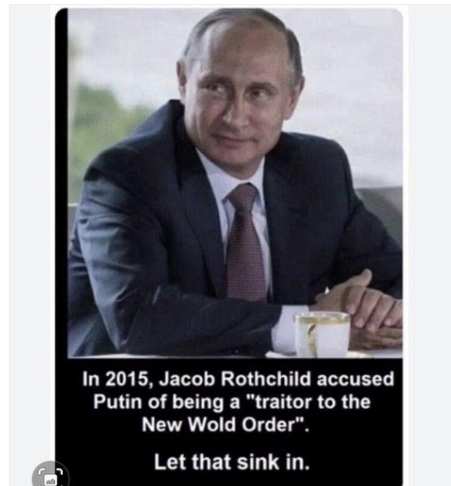 In 2015, Jacob Rothchild accused
Putin of being a "traitor to the
New Wold Order".
Let that sink in.